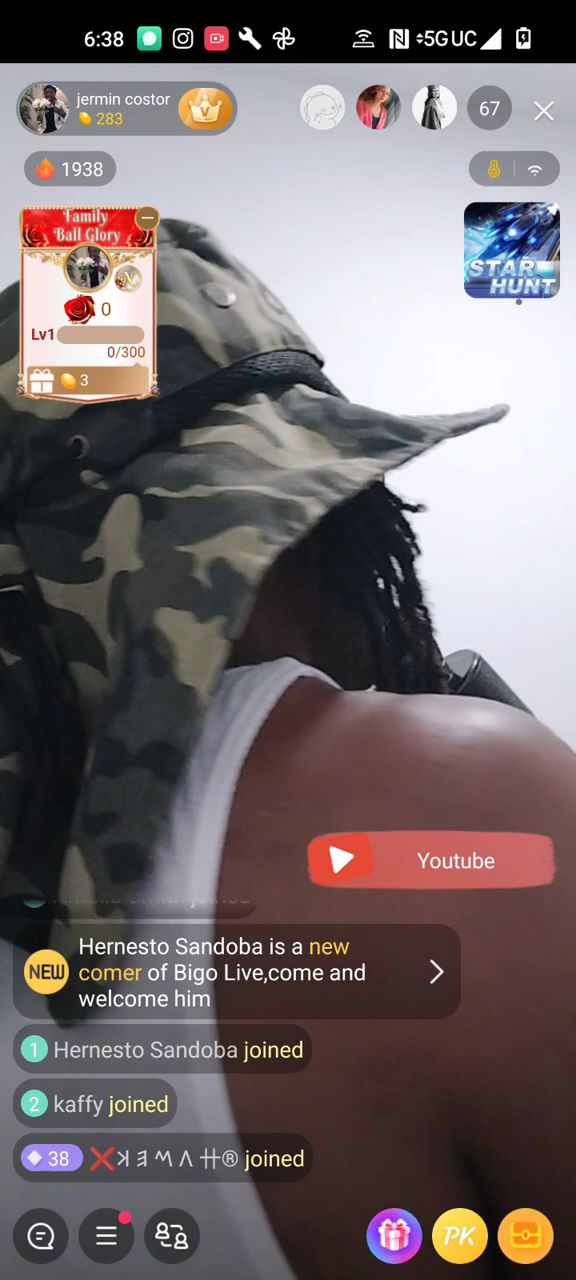 6:38
5G UC
jermin costor
283
V
67
1938
Family
Ball Glory
N
0
Lv1
0/300
3
STAR
HUNT
Youtube
joined
NEW
Hernesto Sandoba is a new
comer of Bigo Live,come and
welcome him
1 Hernesto Sandoba joined
2 kaffy joined
38
joined
PK